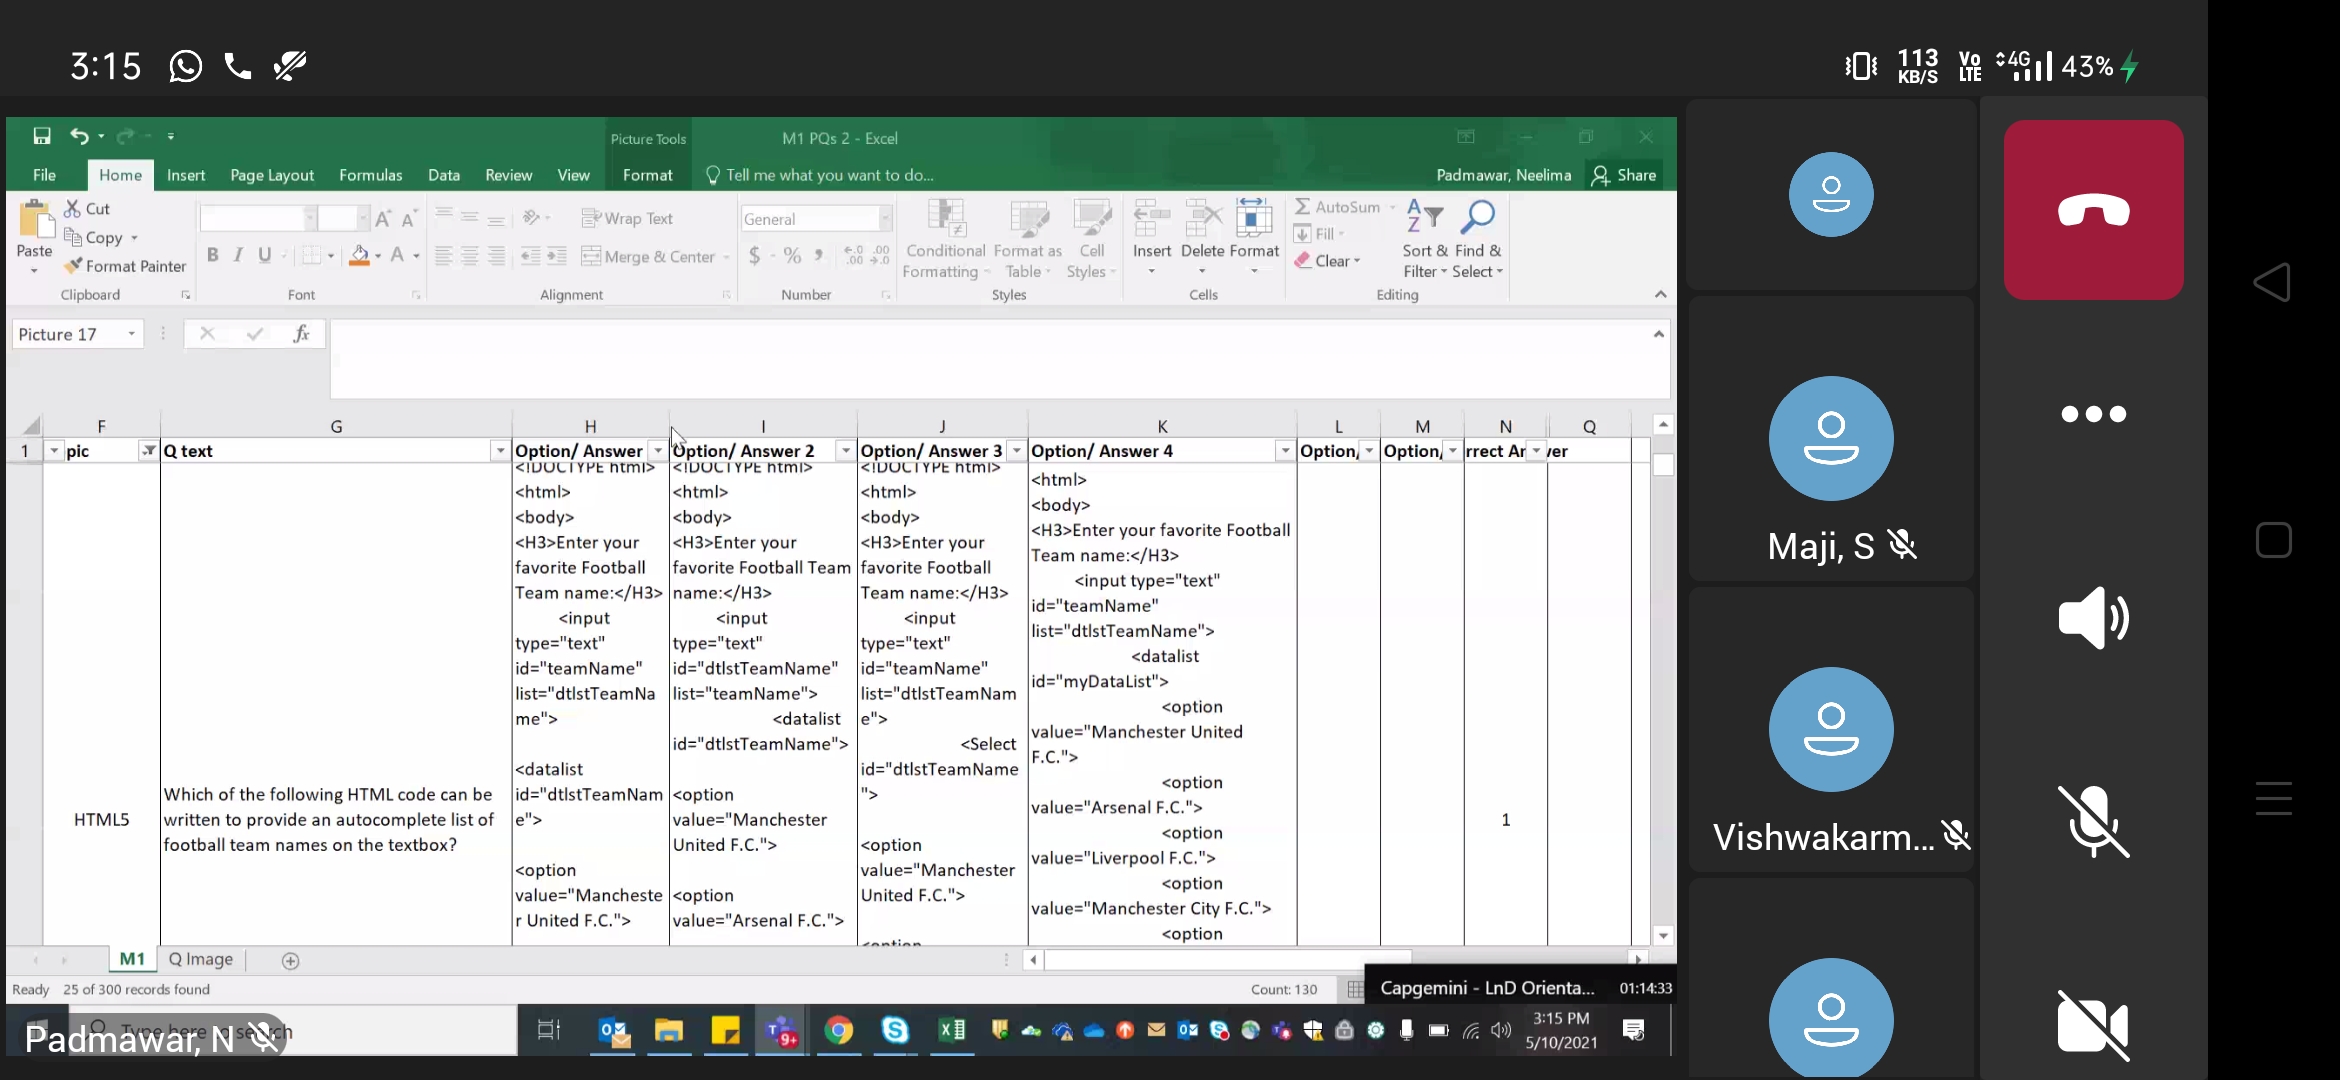 3:15
113
KB/S
Vo
LTE
4G
43%
Picture Tools
M1 PQs 2 - Excel
File
Home
Insert
Page Layout
Formulas
Data
Review
View
Format
Tell me what you want to do...
Padmawar, Neelima
Share
Cut
Copy
Format Painter
Paste
Clipboard
B I U
Font
Wrap Text
Merge & Center
Alignment
General
$ % ,
Number
Conditional
Formatting
Format as
Table
Cell
Styles
Styles
Insert
Delete
Format
Cells
AutoSum
Fill
Clear
Sort &
Filter
Find &
Select
Editing
Picture 17
fx
F G H I J K L M N Q
1
pic
Q text
Option/ Answer
Option/ Answer 2
Option/ Answer 3
Option/ Answer 4
Option/
Option/
rrect Ar
ver
HTML5
Which of the following HTML code can be
written to provide an autocomplete list of
football team names on the textbox?
<!DOCTYPE html>
<html>
<body>
<H3>Enter your
favorite Football
Team name:</H3>
<input
type="text"
id="teamName"
list="dtlstTeamNa
me">
<datalist
id="dtlstTeamNam
e">
<option
value="Mancheste
r United F.C.">
<!DOCTYPE html>
<html>
<body>
<H3>Enter your
favorite Football Team
name:</H3>
<input
type="text"
id="dtlstTeamName"
list="teamName">
<datalist
id="dtlstTeamName">
<option
value="Manchester
United F.C.">
<option
value="Arsenal F.C.">
<!DOCTYPE html>
<html>
<body>
<H3>Enter your
favorite Football
Team name:</H3>
<input
type="text"
id="teamName"
list="dtlstTeamNam
e">
<Select
id="dtlstTeamName
">
<option
value="Manchester
United F.C.">
<option
<html>
<body>
<H3>Enter your favorite Football
Team name:</H3>
<input type="text"
id="teamName"
list="dtlstTeamName">
<datalist
id="myDataList">
<option
value="Manchester United
F.C.">
<option
value="Arsenal F.C.">
<option
value="Liverpool F.C.">
<option
value="Manchester City F.C.">
<option
1
M1
Q Image
Ready
25 of 300 records found
Count: 130
Capgemini - LnD Orienta...
01:14:33
Type here to search
Padmawar, N
9+
3:15 PM
5/10/2021
Maji, S
Vishwakarm...